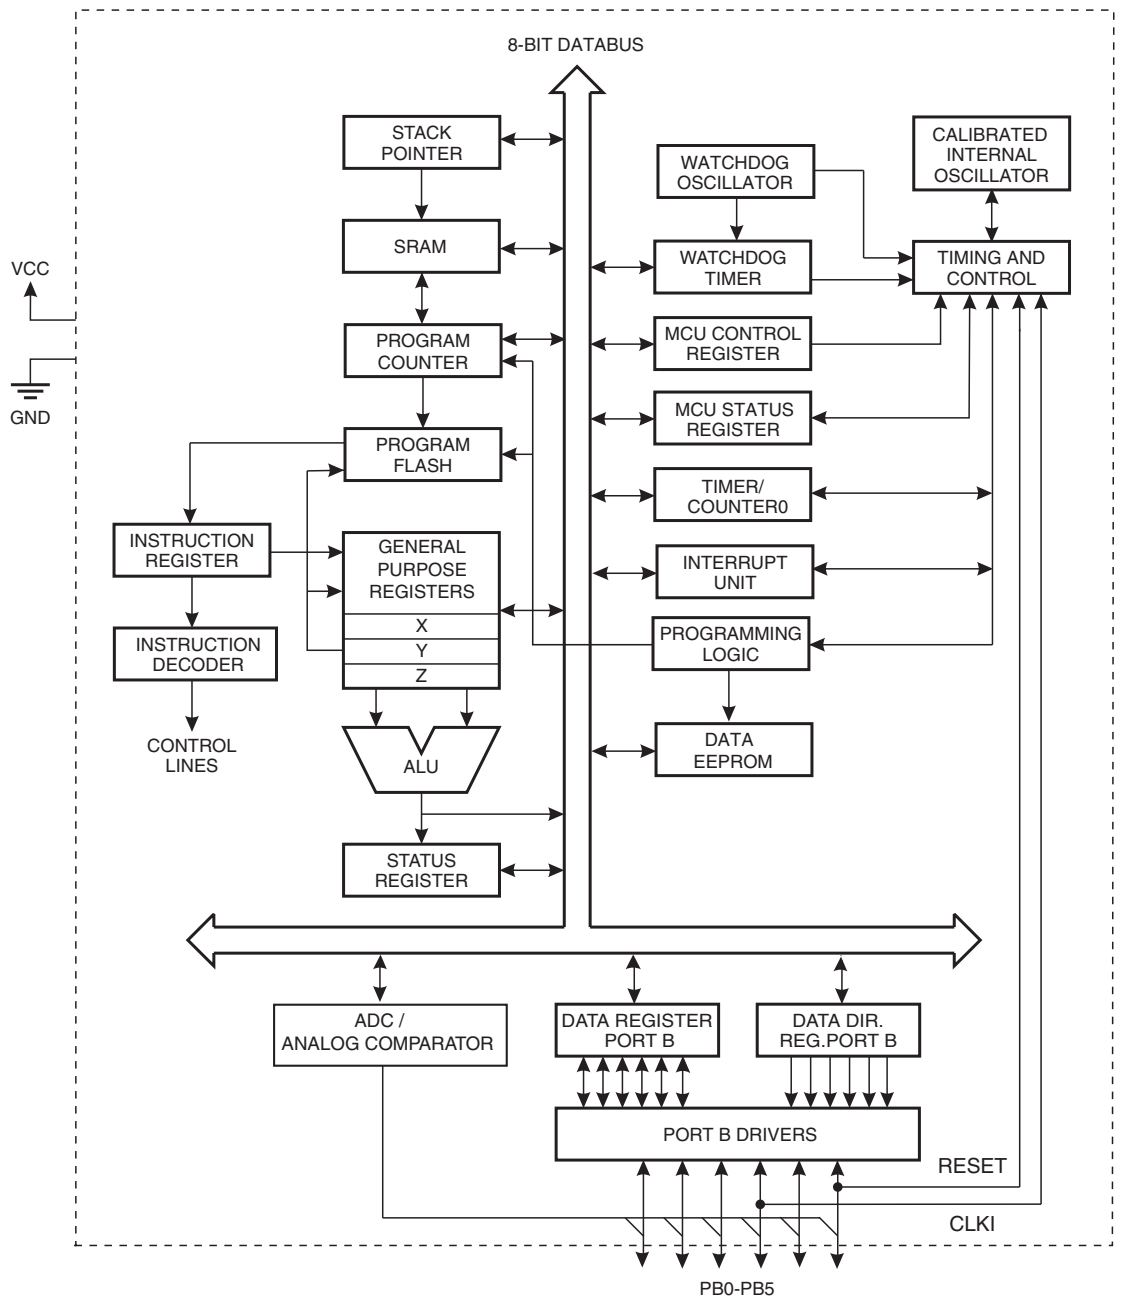 8-BIT DATABUS
STACK
POINTER
SRAM
PROGRAM
COUNTER
PROGRAM
FLASH
INSTRUCTION
REGISTER
INSTRUCTION
DECODER
CONTROL
LINES
GENERAL
PURPOSE
REGISTERS
X
Y
Z
ALU
STATUS
REGISTER
VCC
GND
WATCHDOG
OSCILLATOR
WATCHDOG
TIMER
MCU CONTROL
REGISTER
MCU STATUS
REGISTER
TIMER/
COUNTER0
INTERRUPT
UNIT
PROGRAMMING
LOGIC
DATA
EEPROM
CALIBRATED
INTERNAL
OSCILLATOR
TIMING AND
CONTROL
ADC /
ANALOG COMPARATOR
DATA REGISTER
PORT B
DATA DIR.
REG.PORT B
PORT B DRIVERS
RESET
CLKI
PB0-PB5